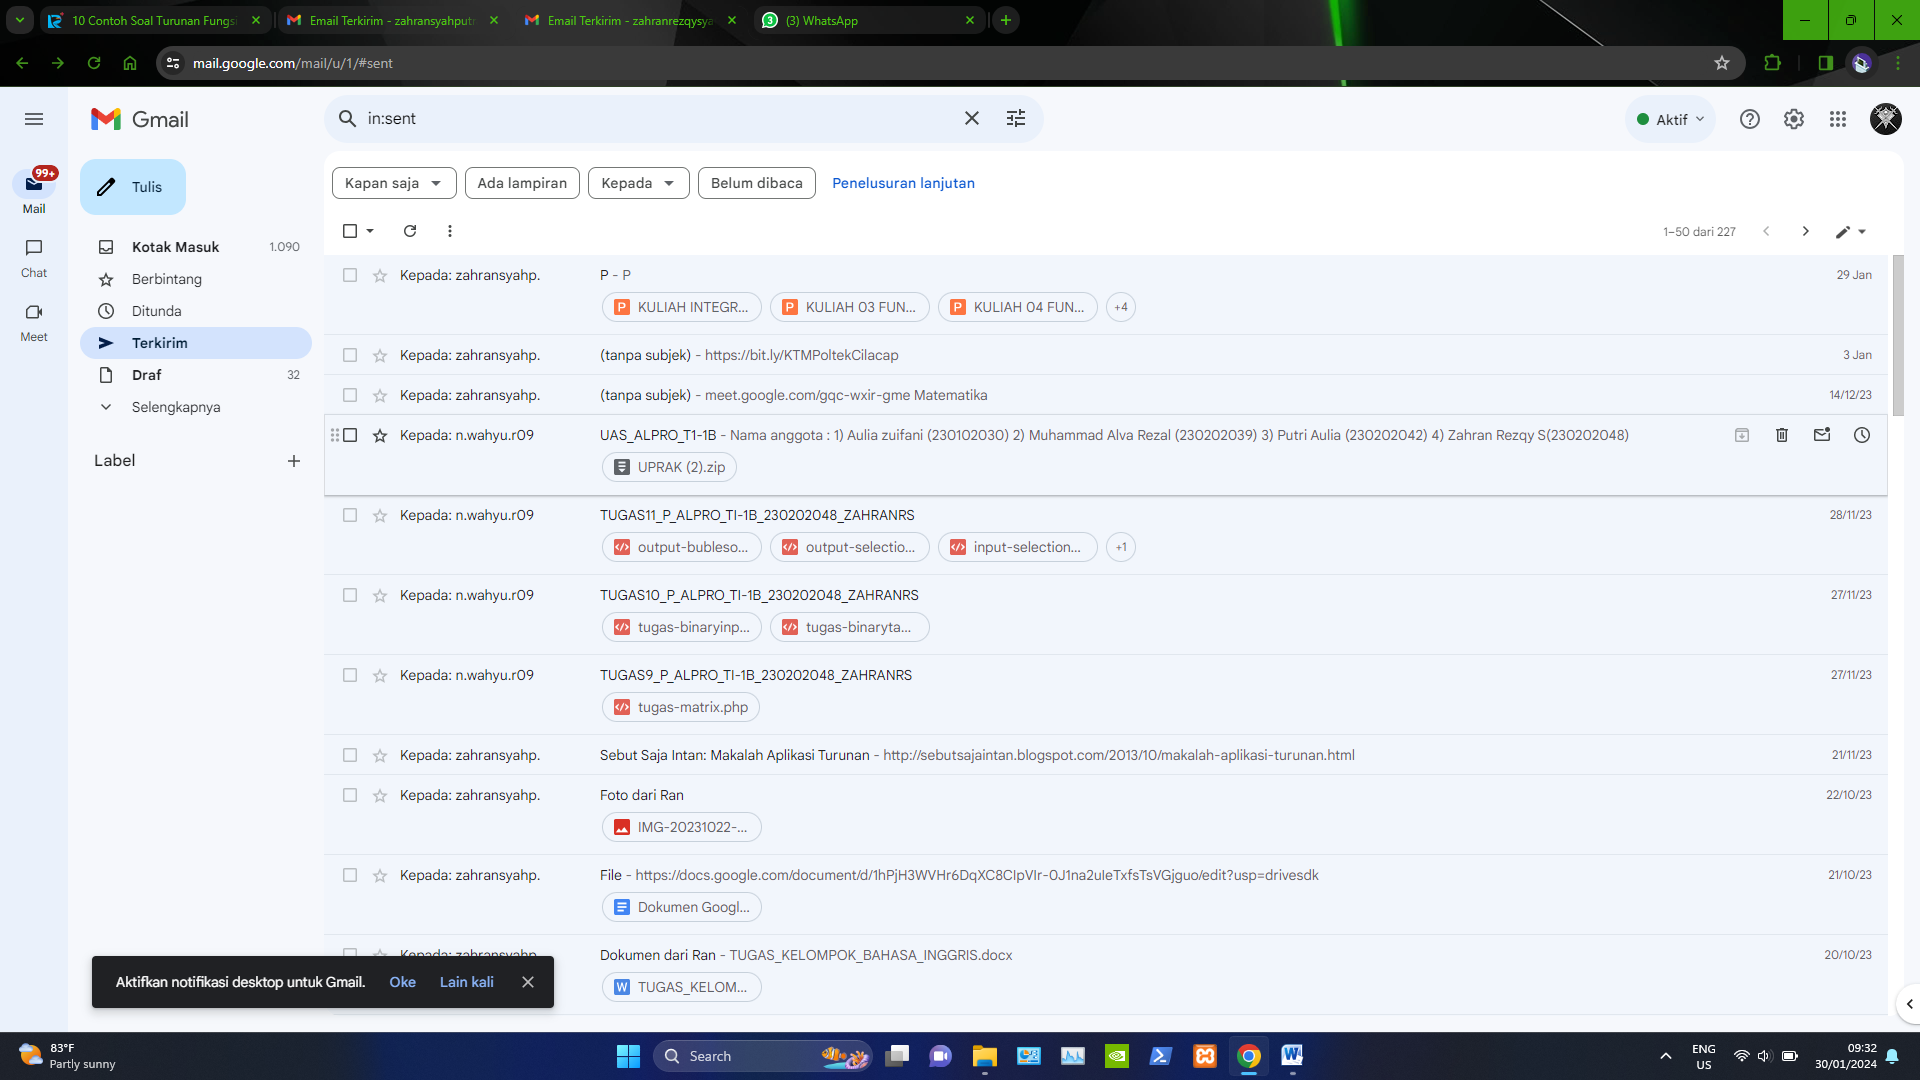 10 Contoh Soal Turunan Fungsi
Email Terkirim - zahransyahput
Email Terkirim - zahranrezqysya
(3) WhatsApp
mail.google.com/mail/u/1/#sent
Gmail
in:sent
Aktif
99+
Mail
Chat
Meet
Tulis
Kotak Masuk 1.090
Berbintang
Ditunda
Terkirim
Draf 32
Selengkapnya
Label
Kapan saja
Ada lampiran
Kepada
Belum dibaca
Penelusuran lanjutan
1–50 dari 227
Kepada: zahransyahp. P - P 29 Jan
KULIAH INTEGR... KULIAH 03 FUN... KULIAH 04 FUN... +4
Kepada: zahransyahp. (tanpa subjek) - https://bit.ly/KTMPoltekCilacap 3 Jan
Kepada: zahransyahp. (tanpa subjek) - meet.google.com/gqc-wxir-gme Matematika 14/12/23
Kepada: n.wahyu.r09 UAS_ALPRO_T1-1B - Nama anggota : 1) Aulia zuifani (230102030) 2) Muhammad Alva Rezal (230202039) 3) Putri Aulia (230202042) 4) Zahran Rezqy S(230202048)
UPRAK (2).zip
Kepada: n.wahyu.r09 TUGAS11_P_ALPRO_TI-1B_230202048_ZAHRANRS 28/11/23
output-bubleso... output-selectio... input-selection... +1
Kepada: n.wahyu.r09 TUGAS10_P_ALPRO_TI-1B_230202048_ZAHRANRS 27/11/23
tugas-binaryinp... tugas-binaryta...
Kepada: n.wahyu.r09 TUGAS9_P_ALPRO_TI-1B_230202048_ZAHRANRS 27/11/23
tugas-matrix.php
Kepada: zahransyahp. Sebut Saja Intan: Makalah Aplikasi Turunan - http://sebutsajaintan.blogspot.com/2013/10/makalah-aplikasi-turunan.html 21/11/23
Kepada: zahransyahp. Foto dari Ran 22/10/23
IMG-20231022-...
Kepada: zahransyahp. File - https://docs.google.com/document/d/1hPjH3WVHr6DqXC8CIpVIr-0J1na2uIeTxfsTsVGjguo/edit?usp=drivesdk 21/10/23
Dokumen Googl...
Kepada: zahransyahp. Dokumen dari Ran - TUGAS_KELOMPOK_BAHASA_INGGRIS.docx 20/10/23
TUGAS_KELOM...
Aktifkan notifikasi desktop untuk Gmail. Oke Lain kali
83°F
Partly sunny
Search
ENG
US
09:32
30/01/2024